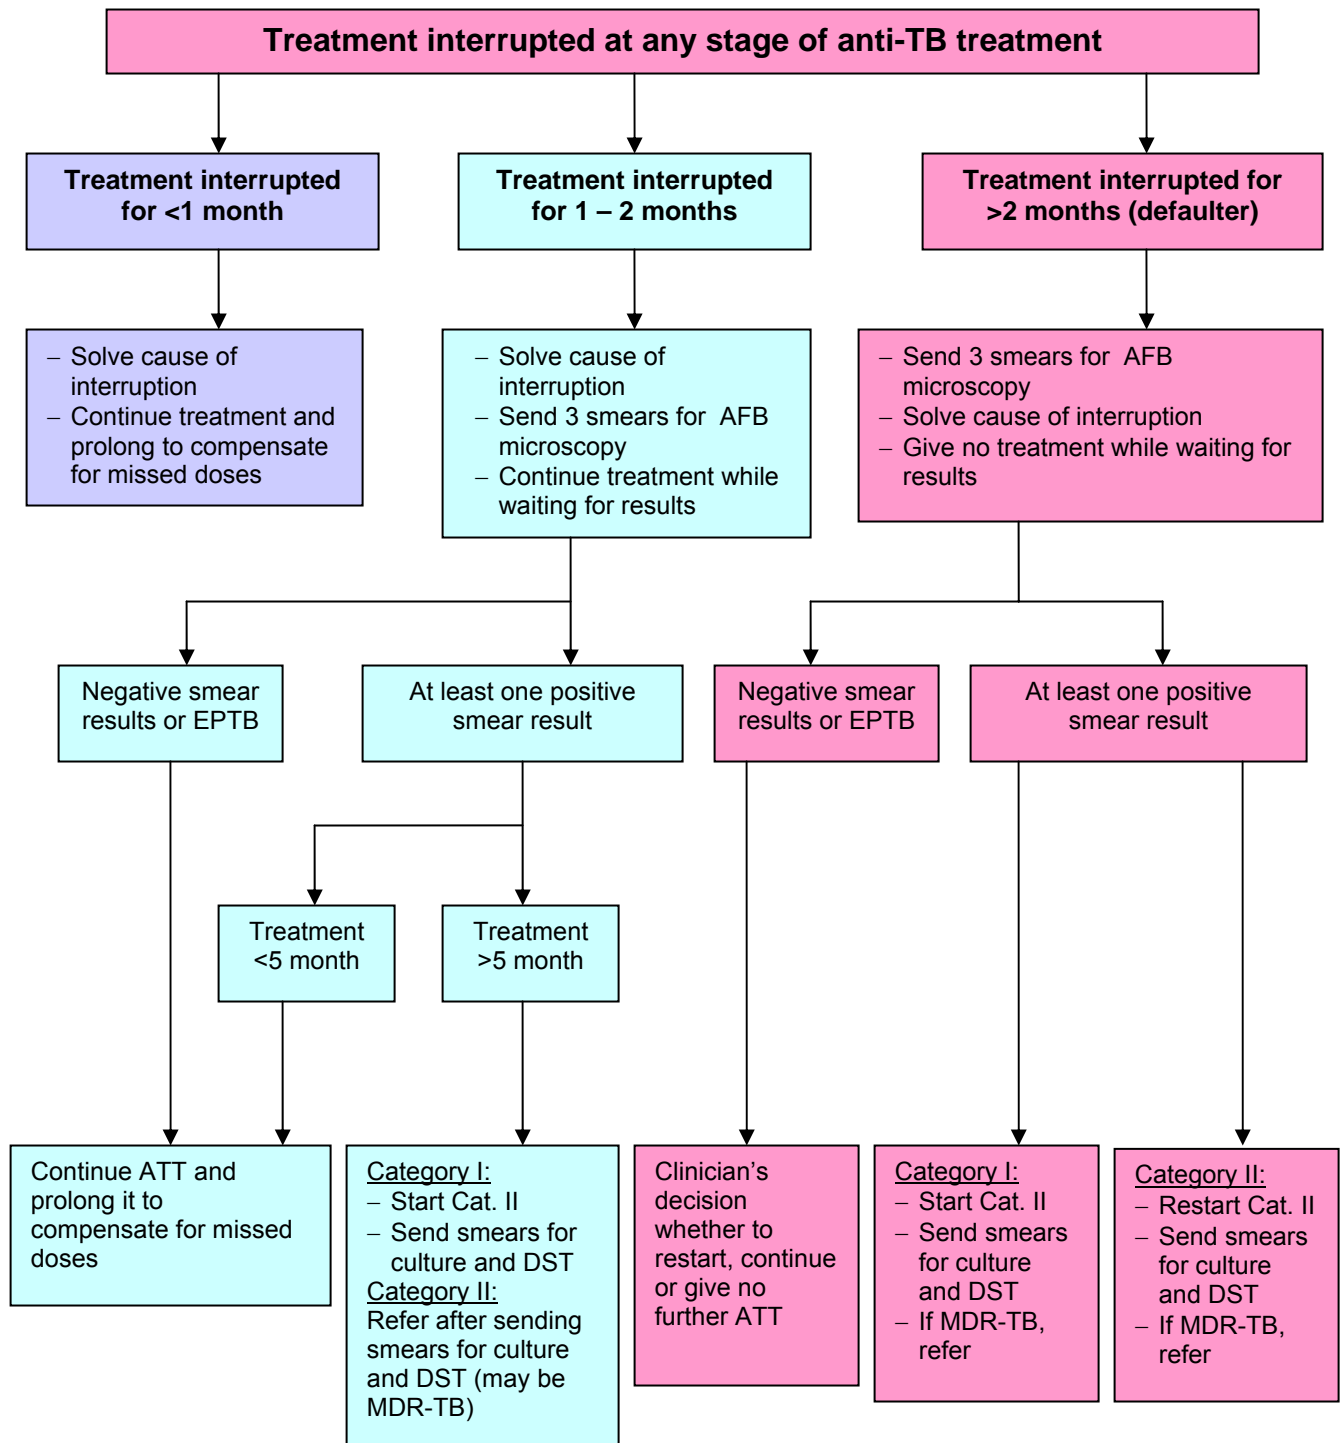 Treatment interrupted at any stage of anti-TB treatment
Treatment interrupted
for <1 month
Treatment interrupted
for 1 – 2 months
Treatment interrupted for
>2 months (defaulter)
– Solve cause of
interruption
– Continue treatment and
prolong to compensate
for missed doses
– Solve cause of
interruption
– Send 3 smears for AFB
microscopy
– Continue treatment while
waiting for results
– Send 3 smears for AFB
microscopy
– Solve cause of interruption
– Give no treatment while waiting for
results
Negative smear
results or EPTB
At least one positive
smear result
Negative smear
results or EPTB
At least one positive
smear result
Treatment
<5 month
Treatment
>5 month
Continue ATT and
prolong it to
compensate for missed
doses
Category I:
– Start Cat. II
– Send smears for
culture and DST
Category II:
Refer after sending
smears for culture
and DST (may be
MDR-TB)
Clinician’s
decision
whether to
restart, continue
or give no
further ATT
Category I:
– Start Cat. II
– Send smears
for culture
and DST
– If MDR-TB,
refer
Category II:
– Restart Cat. II
– Send smears
for culture
and DST
– If MDR-TB,
refer